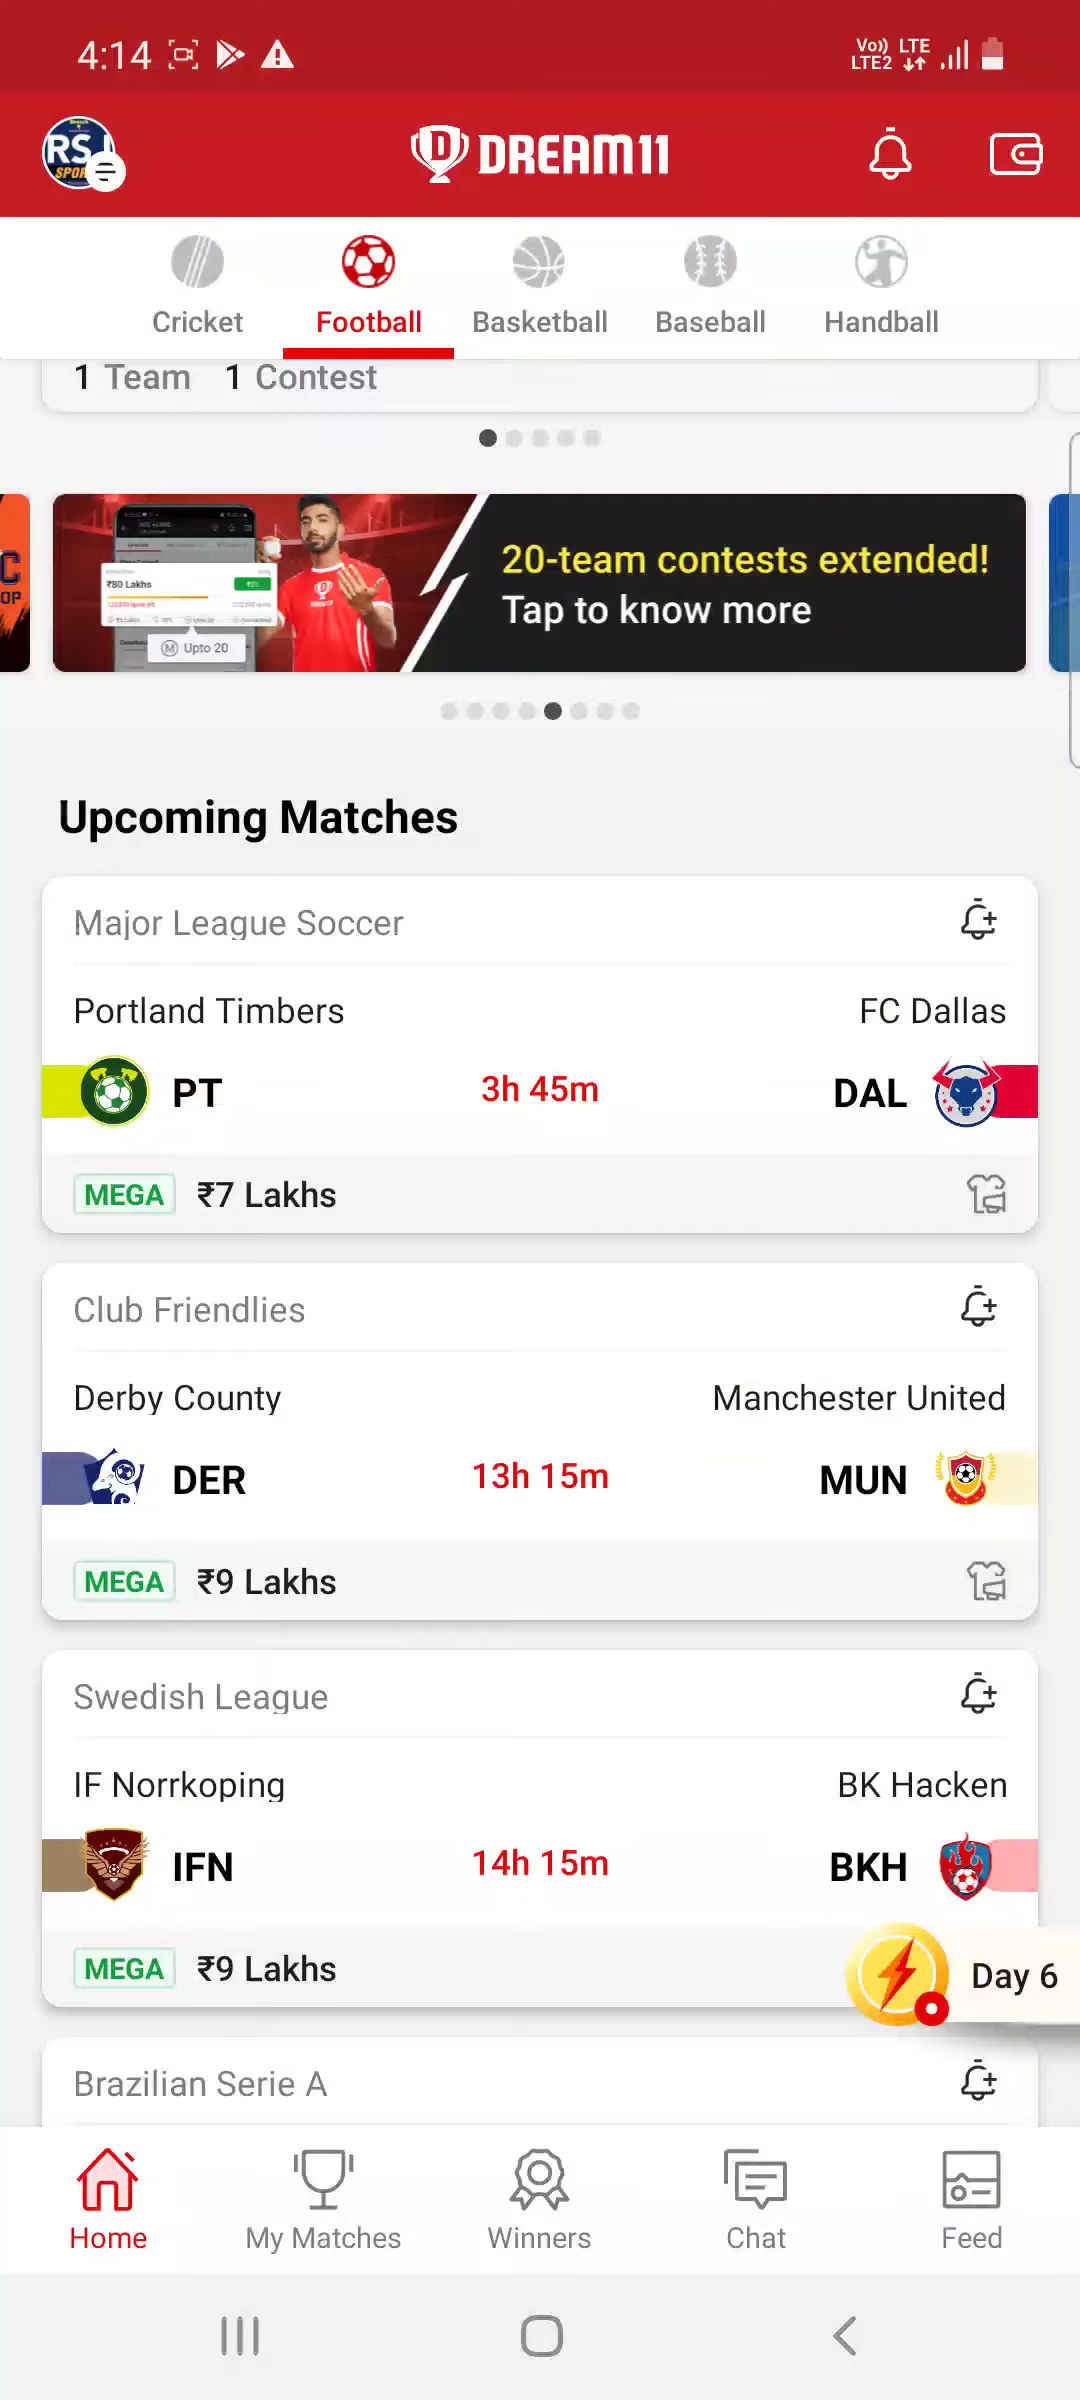 4:14
Vo)) LTE
LTE2
RS
SPOR
DREAM11
Cricket
Football
Basketball
Baseball
Handball
1 Team 1 Contest
C
OP
₹80 Lakhs
Upto 20
20-team contests extended!
Tap to know more
Upcoming Matches
Major League Soccer
Portland Timbers
FC Dallas
PT
3h 45m
DAL
MEGA ₹7 Lakhs
Club Friendlies
Derby County
Manchester United
DER
13h 15m
MUN
MEGA ₹9 Lakhs
Swedish League
IF Norrkoping
BK Hacken
IFN
14h 15m
BKH
MEGA ₹9 Lakhs
Day 6
Brazilian Serie A
Home
My Matches
Winners
Chat
Feed